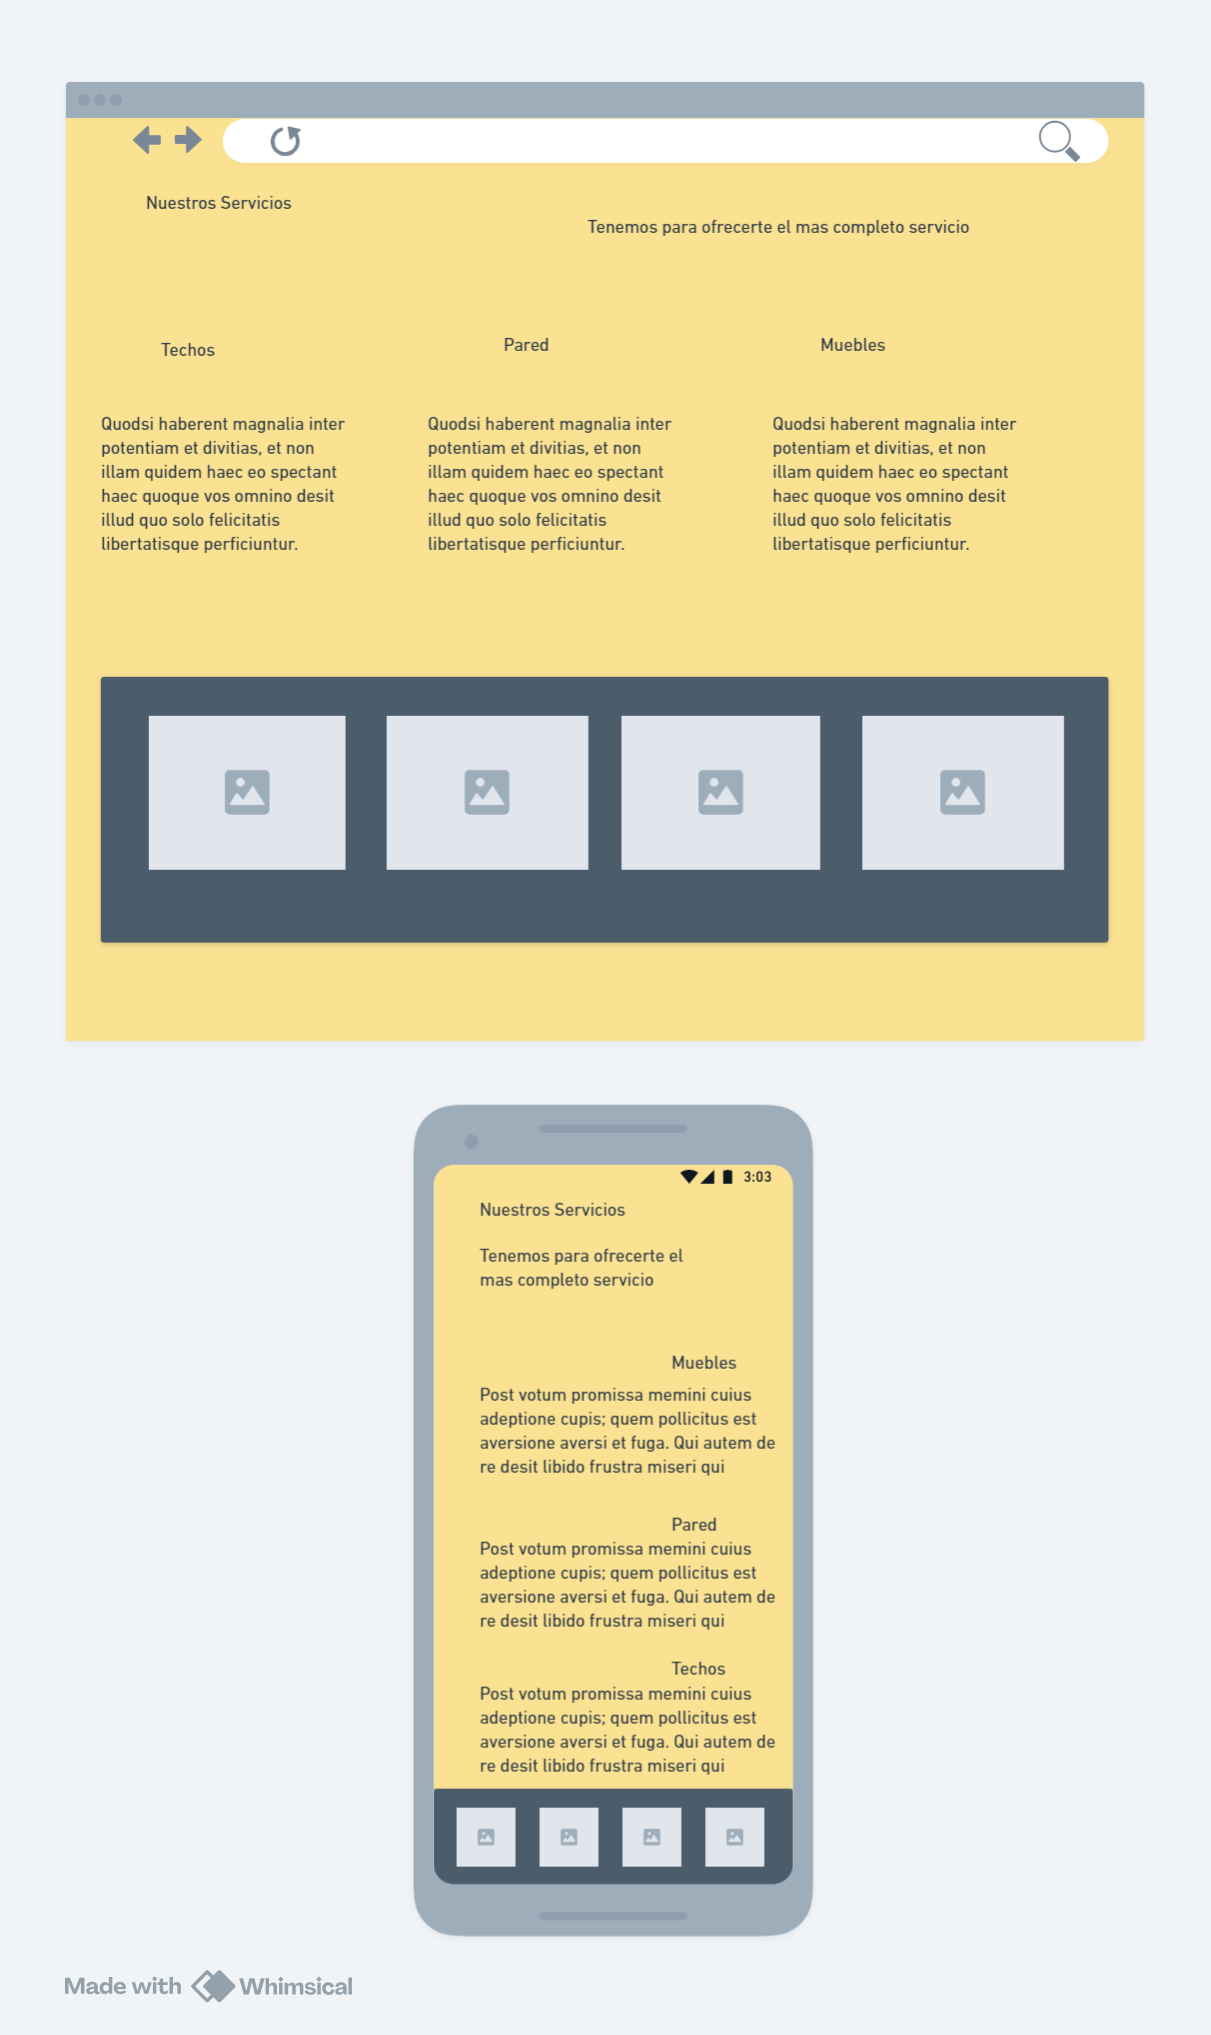 Nuestros Servicios
Tenemos para ofrecerte el mas completo servicio
Techos
Pared
Muebles
Quodsi haberent magnalia inter
potentiam et divitias, et non
illam quidem haec eo spectant
haec quoque vos omnino desit
illud quo solo felicitatis
libertatisque perficiuntur.
Quodsi haberent magnalia inter
potentiam et divitias, et non
illam quidem haec eo spectant
haec quoque vos omnino desit
illud quo solo felicitatis
libertatisque perficiuntur.
Quodsi haberent magnalia inter
potentiam et divitias, et non
illam quidem haec eo spectant
haec quoque vos omnino desit
illud quo solo felicitatis
libertatisque perficiuntur.
3:03
Nuestros Servicios
Tenemos para ofrecerte el
mas completo servicio
Muebles
Post votum promissa memini cuius
adeptione cupis; quem pollicitus est
aversione aversi et fuga. Qui autem de
re desit libido frustra miseri qui
Pared
Post votum promissa memini cuius
adeptione cupis; quem pollicitus est
aversione aversi et fuga. Qui autem de
re desit libido frustra miseri qui
Techos
Post votum promissa memini cuius
adeptione cupis; quem pollicitus est
aversione aversi et fuga. Qui autem de
re desit libido frustra miseri qui
Made with Whimsical